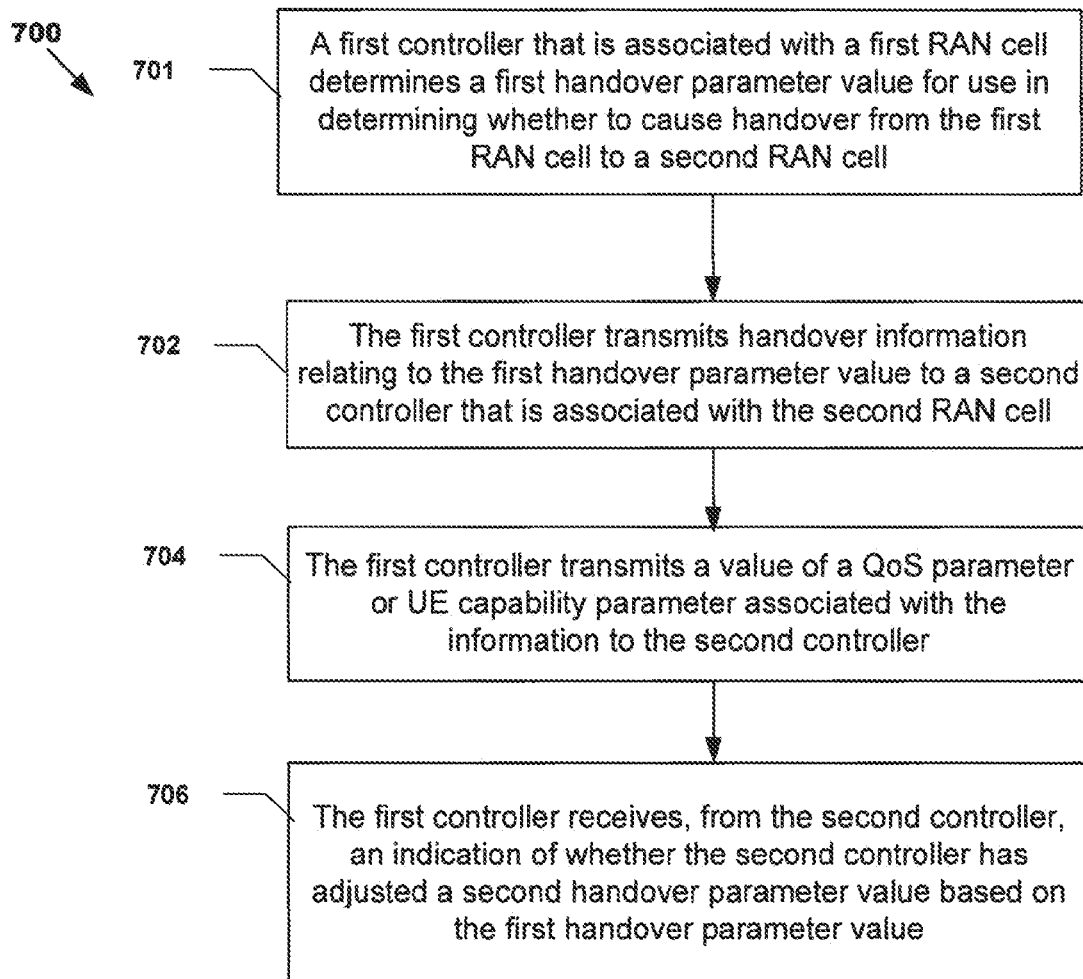 700
701
A first controller that is associated with a first RAN cell
determines a first handover parameter value for use in
determining whether to cause handover from the first
RAN cell to a second RAN cell
702
The first controller transmits handover information
relating to the first handover parameter value to a second
controller that is associated with the second RAN cell
704
The first controller transmits a value of a QoS parameter
or UE capability parameter associated with the
information to the second controller
706
The first controller receives, from the second controller,
an indication of whether the second controller has
adjusted a second handover parameter value based on
the first handover parameter value